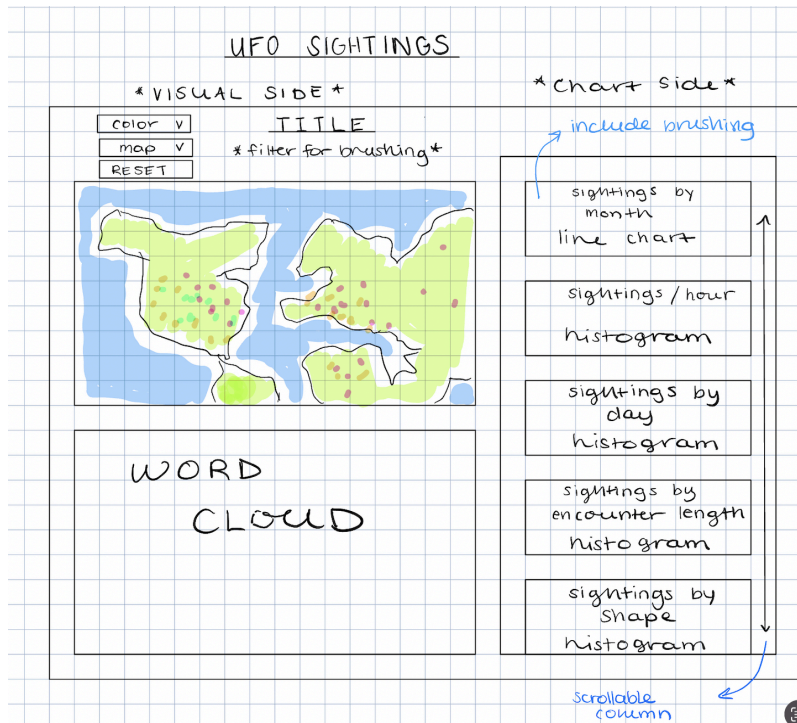 UFO SIGHTINGS
* VISUAL SIDE *
* Chart Side *
color v
map v
RESET
TITLE
* filter for brushing *
include brushing
sightings by
month
line chart
sightings / hour
histogram
sightings by
day
histogram
sightings by
encounter length
histogram
sightings by
shape
histogram
WORD
CLOUD
scrollable
column